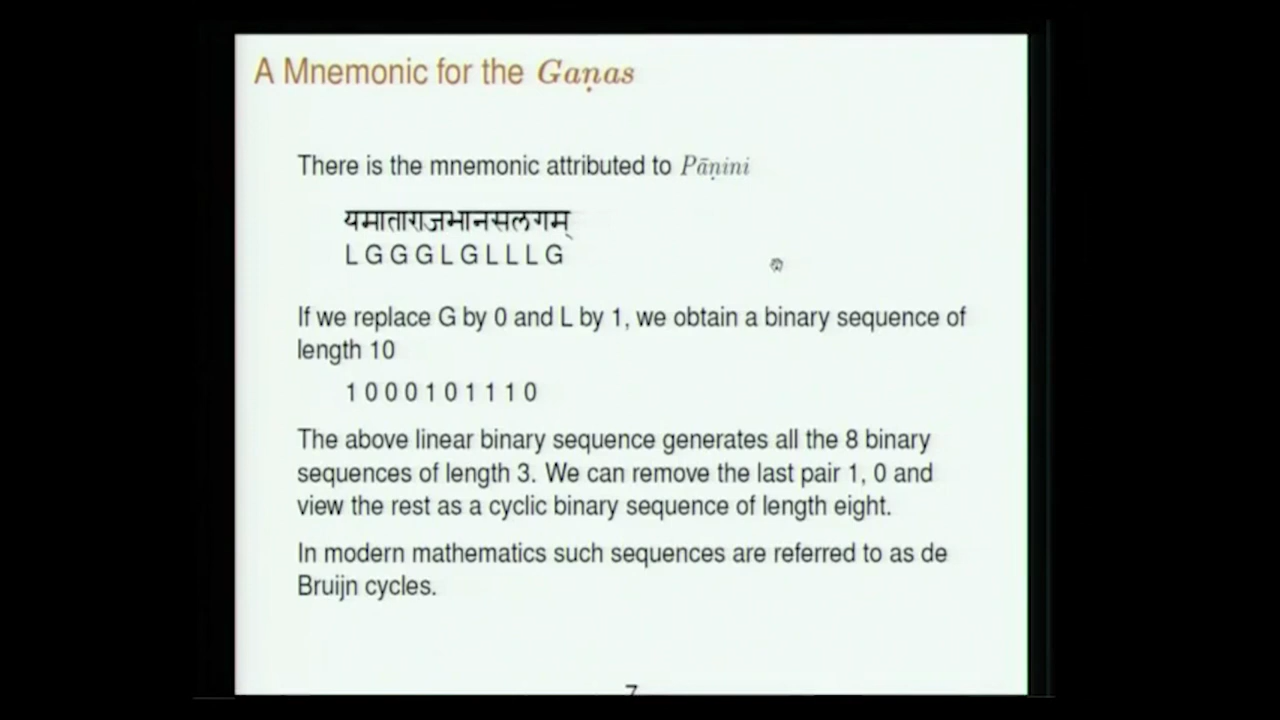 A Mnemonic for the Gaṇas
There is the mnemonic attributed to Pāṇini
यमाताराजभानसलगम्
L G G G L G L L L G
If we replace G by 0 and L by 1, we obtain a binary sequence of
length 10
1 0 0 0 1 0 1 1 1 0
The above linear binary sequence generates all the 8 binary
sequences of length 3. We can remove the last pair 1, 0 and
view the rest as a cyclic binary sequence of length eight.
In modern mathematics such sequences are referred to as de
Bruijn cycles.
7